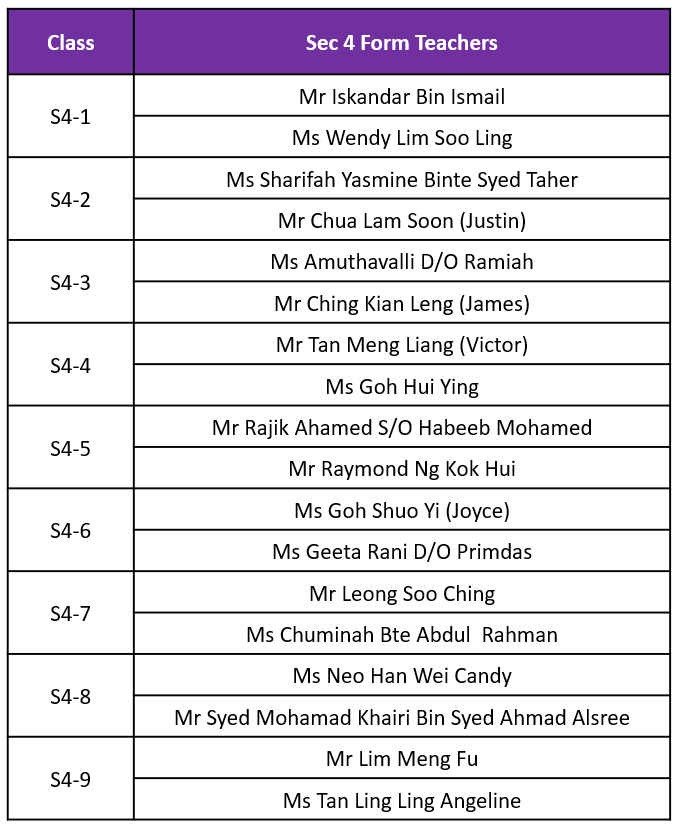 Class Sec 4 Form Teachers
S4-1 Mr Iskandar Bin Ismail
Ms Wendy Lim Soo Ling
S4-2 Ms Sharifah Yasmine Binte Syed Taher
Mr Chua Lam Soon (Justin)
S4-3 Ms Amuthavalli D/O Ramiah
Mr Ching Kian Leng (James)
S4-4 Mr Tan Meng Liang (Victor)
Ms Goh Hui Ying
S4-5 Mr Rajik Ahamed S/O Habeeb Mohamed
Mr Raymond Ng Kok Hui
S4-6 Ms Goh Shuo Yi (Joyce)
Ms Geeta Rani D/O Primdas
S4-7 Mr Leong Soo Ching
Ms Chuminah Bte Abdul  Rahman
S4-8 Ms Neo Han Wei Candy
Mr Syed Mohamad Khairi Bin Syed Ahmad Alsree
S4-9 Mr Lim Meng Fu
Ms Tan Ling Ling Angeline